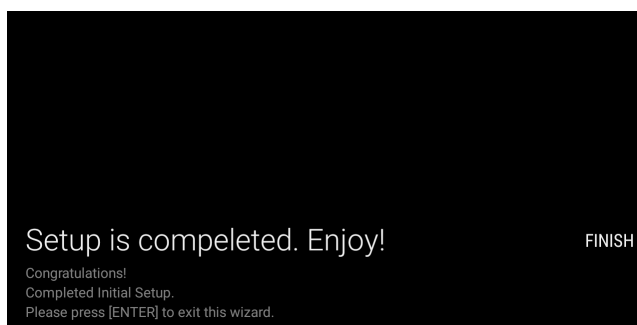 Setup is compeleted. Enjoy!
FINISH
Congratulations!
Completed Initial Setup.
Please press [ENTER] to exit this wizard.